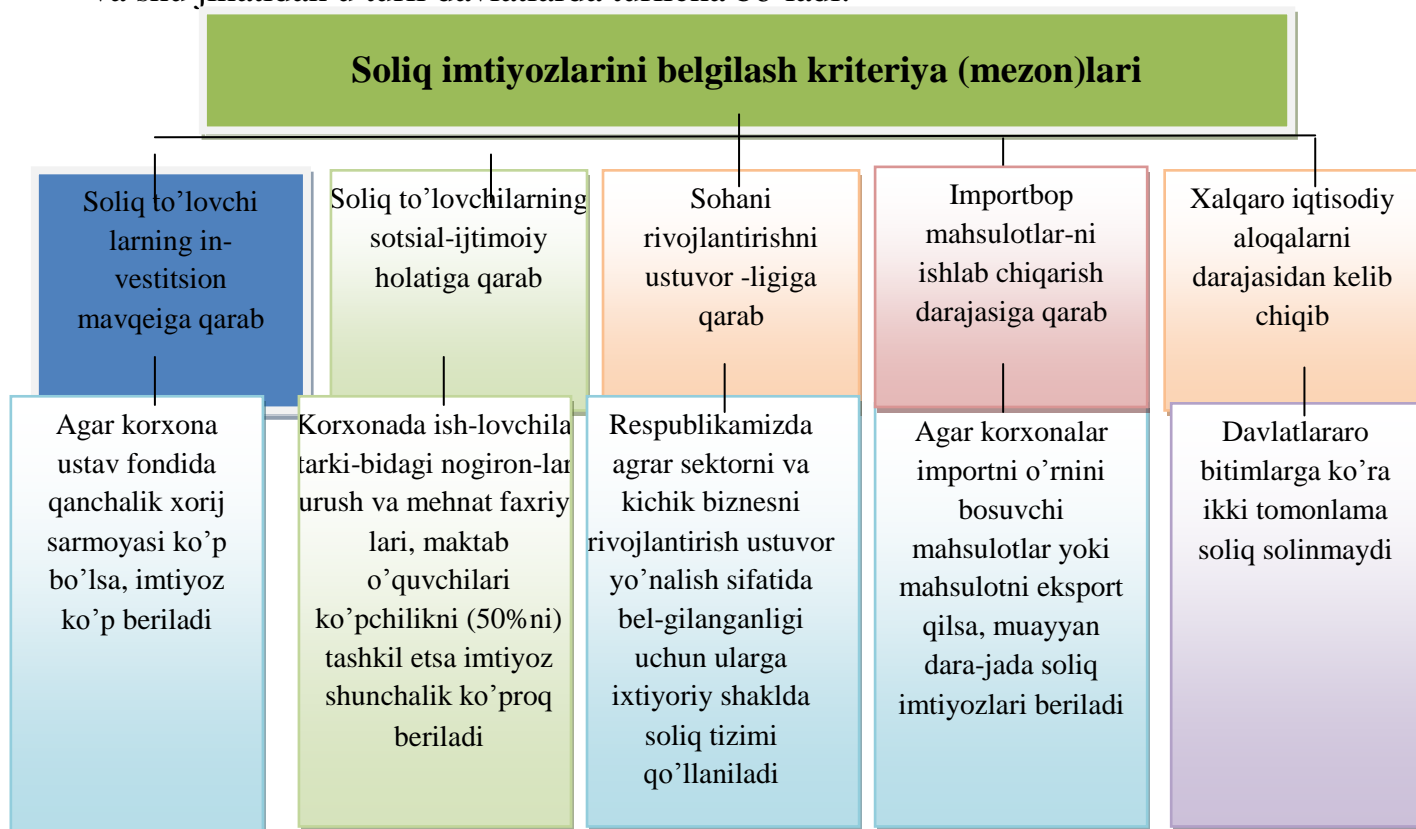 Soliq imtiyozlarini belgilash kriteriya (mezon)lari
Soliq to’lovchi
larning in-
vestitsion
mavqeiga qarab
Soliq to’lovchilarning
sotsial-ijtimoiy
holatiga qarab
Sohani
rivojlantirishni
ustuvor -ligiga
qarab
Importbop
mahsulotlar-ni
ishlab chiqarish
darajasiga qarab
Xalqaro iqtisodiy
aloqalarni
darajasidan kelib
chiqib
Agar korxona
ustav fondida
qanchalik xorij
sarmoyasi ko’p
bo’lsa, imtiyoz
ko’p beriladi
Korxonada ish-lovchila
tarki-bidagi nogiron-lar
urush va mehnat faxriy
lari, maktab
o’quvchilari
ko’pchilikni (50%ni)
tashkil etsa imtiyoz
shunchalik ko’proq
beriladi
Respublikamizda
agrar sektorni va
kichik biznesni
rivojlantirish ustuvor
yo’nalish sifatida
bel-gilanganligi
uchun ularga
ixtiyoriy shaklda
soliq tizimi
qo’llaniladi
Agar korxonalar
importni o’rnini
bosuvchi
mahsulotlar yoki
mahsulotni eksport
qilsa, muayyan
dara-jada soliq
imtiyozlari beriladi
Davlatlararo
bitimlarga ko’ra
ikki tomonlama
soliq solinmaydi